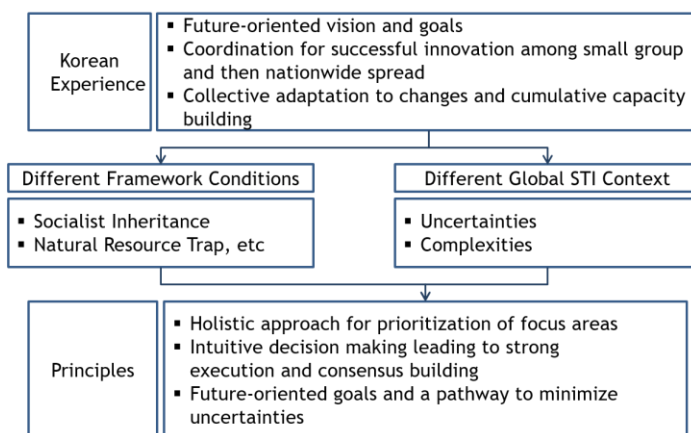 Korean
Experience
▪ Future-oriented vision and goals
▪ Coordination for successful innovation among small group
and then nationwide spread
▪ Collective adaptation to changes and cumulative capacity
building
Different Framework Conditions
▪ Socialist Inheritance
▪ Natural Resource Trap, etc
Different Global STI Context
▪ Uncertainties
▪ Complexities
Principles
▪ Holistic approach for prioritization of focus areas
▪ Intuitive decision making leading to strong
execution and consensus building
▪ Future-oriented goals and a pathway to minimize
uncertainties